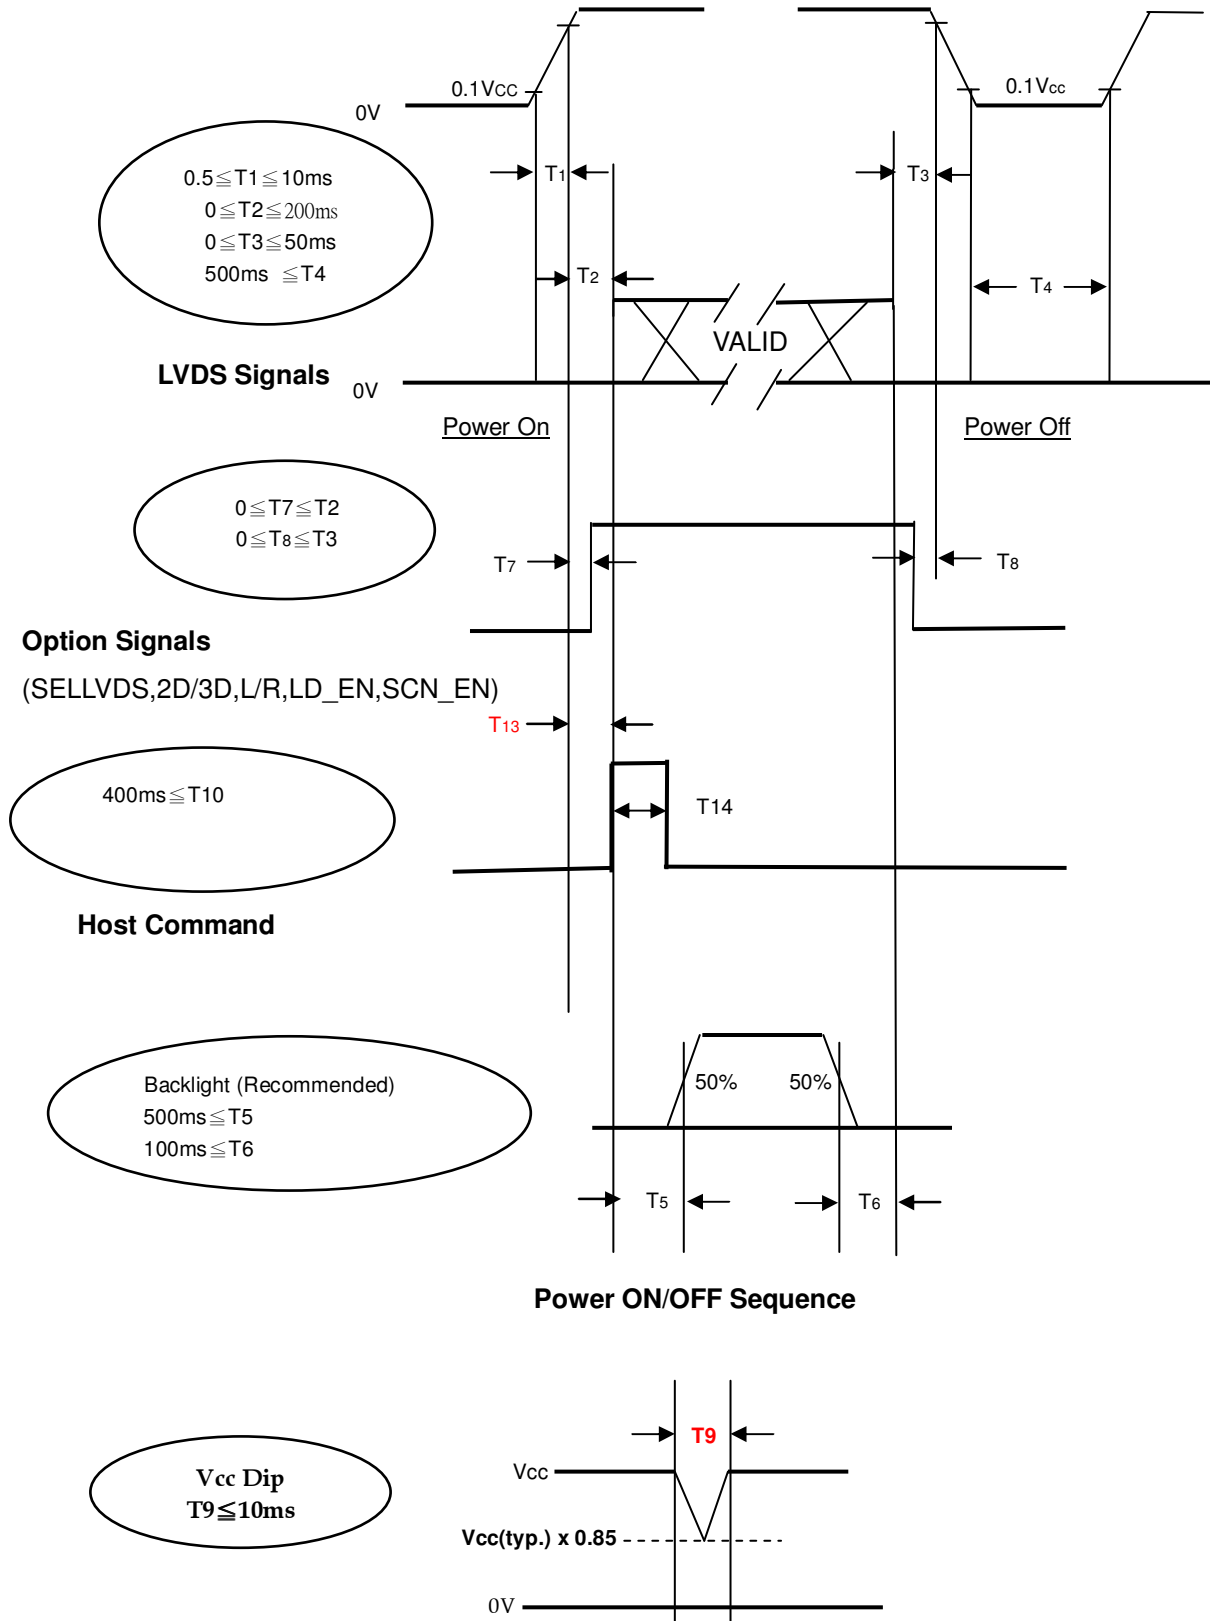 0.1VCC
0.1Vcc
0V
T1
T3
0.5≦T1≦10ms
0≦T2≦200ms
0≦T3≦50ms
500ms ≦T4
T2
T4
VALID
LVDS Signals
0V
Power On
Power Off
0≦T7≦T2
0≦T8≦T3
T7
T8
Option Signals
(SELLVDS,2D/3D,L/R,LD_EN,SCN_EN)
T13
400ms≦T10
T14
Host Command
Backlight (Recommended)
500ms≦T5
100ms≦T6
50%
50%
T5
T6
Power ON/OFF Sequence
T9
Vcc Dip
T9≦10ms
Vcc
Vcc(typ.) x 0.85
0V